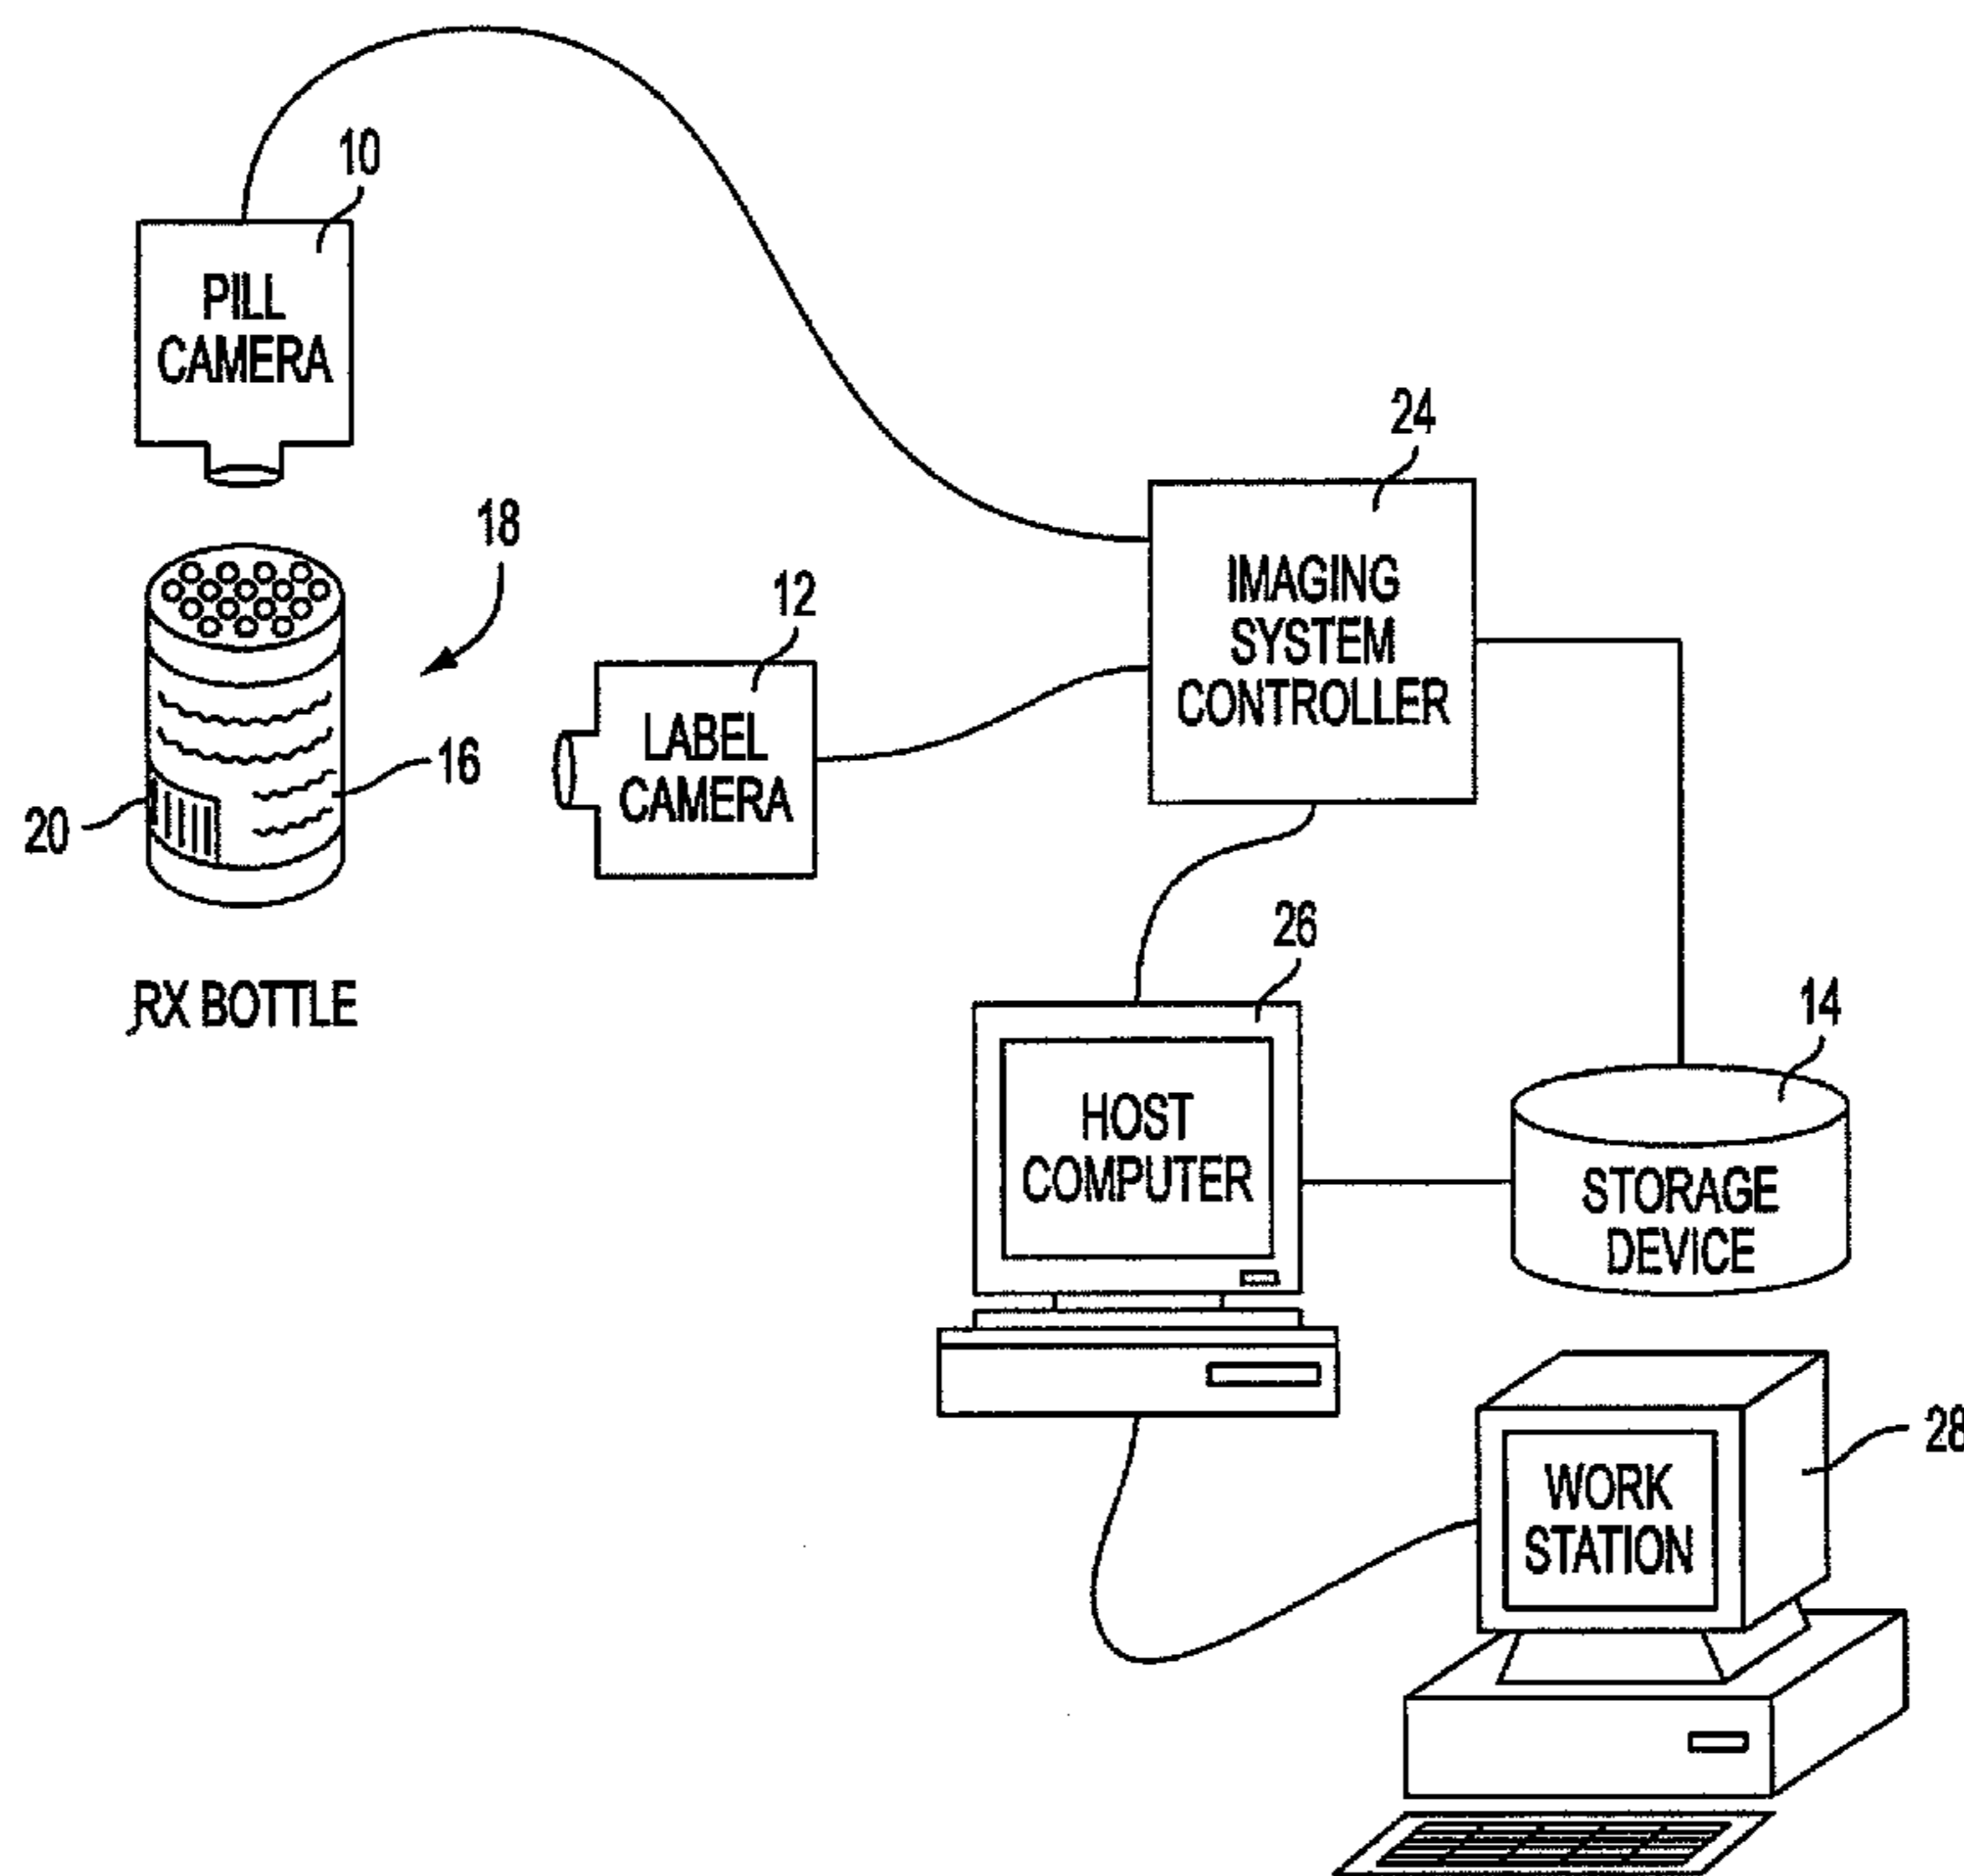 10
PILL
CAMERA
18
12
LABEL
CAMERA
16
20
RX BOTTLE
24
IMAGING
SYSTEM
CONTROLLER
26
HOST
COMPUTER
14
STORAGE
DEVICE
28
WORK
STATION